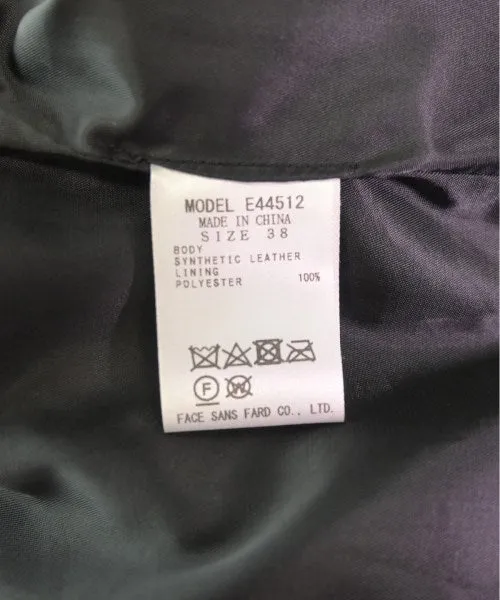 MODEL E44512
MADE IN CHINA
SIZE 38
BODY
SYNTHETIC LEATHER
LINING
POLYESTER 100%
F W
FACE SANS FARD CO., LTD.